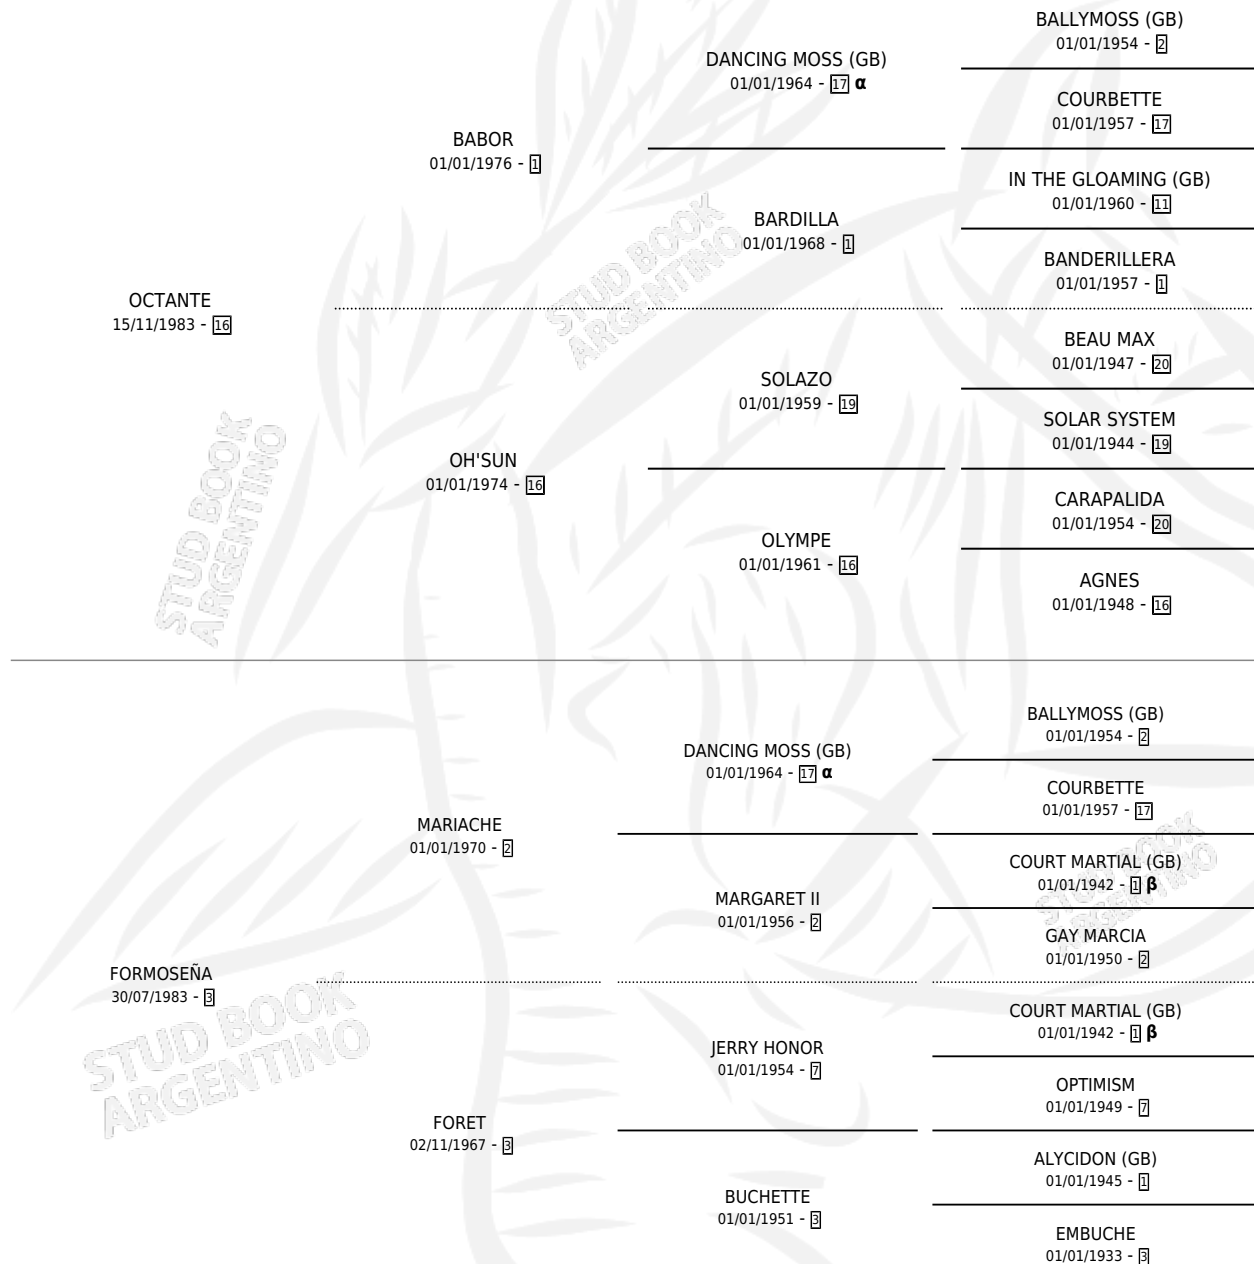 BALLYMOSS (GB)
01/01/1954 - 2
DANCING MOSS (GB)
01/01/1964 - 17 α
COURBETTE
01/01/1957 - 17
BABOR
01/01/1976 - 1
IN THE GLOAMING (GB)
01/01/1960 - 11
BARDILLA
01/01/1968 - 1
BANDERILLERA
01/01/1957 - 1
OCTANTE
15/11/1983 - 16
BEAU MAX
01/01/1947 - 20
SOLAZO
01/01/1959 - 19
SOLAR SYSTEM
01/01/1944 - 19
OH'SUN
01/01/1974 - 16
CARAPALIDA
01/01/1954 - 20
OLYMPE
01/01/1961 - 16
AGNES
01/01/1948 - 16
BALLYMOSS (GB)
01/01/1954 - 2
DANCING MOSS (GB)
01/01/1964 - 17 α
COURBETTE
01/01/1957 - 17
MARIACHE
01/01/1970 - 2
COURT MARTIAL (GB)
01/01/1942 - 1 β
MARGARET II
01/01/1956 - 2
GAY MARCIA
01/01/1950 - 2
FORMOSEÑA
30/07/1983 - 3
COURT MARTIAL (GB)
01/01/1942 - 1 β
JERRY HONOR
01/01/1954 - 7
OPTIMISM
01/01/1949 - 7
FORET
02/11/1967 - 3
ALYCIDON (GB)
01/01/1945 - 1
BUCHETTE
01/01/1951 - 3
EMBUCHE
01/01/1933 - 3
STUD BOOK
ARGENTINO
STUD BOOK
ARGENTINO
STUD BOOK
ARGENTINO
STUD BOOK
ARGENTINO